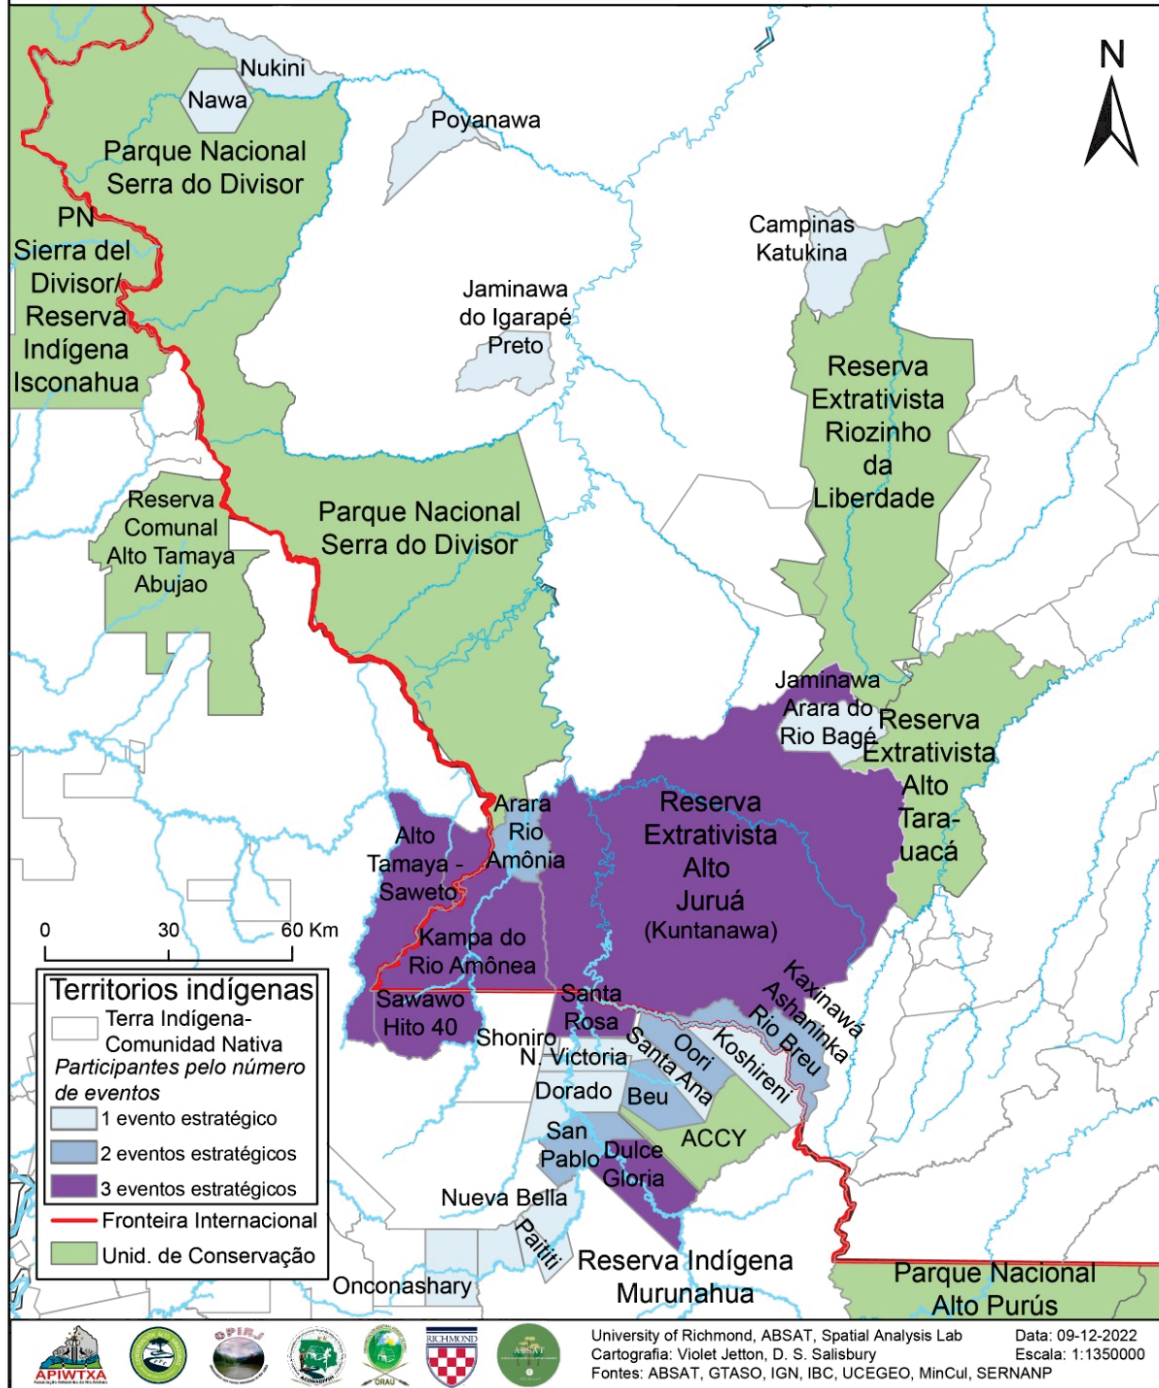 Nukini
Nawa
Poyanawa
N
Parque Nacional
Serra do Divisor
PN
Sierra del
Divisor/
Reserva
Indígena
Isconahua
Campinas
Katukina
Jaminawa
do Igarapé
Preto
Reserva
Extrativista
Riozinho
da
Liberdade
Reserva
Comunal
Alto Tamaya
Abujao
Parque Nacional
Serra do Divisor
Jaminawa
Arara do
Rio Bagé
Reserva
Extrativista
Alto
Tara-
uacá
Arara
Rio
Amônia
Reserva
Extrativista
Alto
Juruá
(Kuntanawa)
Alto
Tamaya -
Saweto
Kampa do
Rio Amônea
Sawawo
Hito 40
Santa
Rosa
Kaxinawá
Ashaninka
Rio Breu
Shoniro
N. Victoria
Santa Ana
Oori
Koshireni
Dorado
Beu
ACCY
San
Pablo
Dulce
Gloria
Nueva Bella
Paititi
Onconashary
Reserva Indígena
Murunahua
Parque Nacional
Alto Purús
0 30 60 Km
Territorios indígenas
Terra Indígena-
Comunidad Nativa
Participantes pelo número
de eventos
1 evento estratégico
2 eventos estratégicos
3 eventos estratégicos
Fronteira Internacional
Unid. de Conservação
APIWTXA
OPIRJ
ORAU
RICHMOND
ABSAT
University of Richmond, ABSAT, Spatial Analysis Lab
Cartografia: Violet Jetton, D. S. Salisbury
Fontes: ABSAT, GTASO, IGN, IBC, UCEGEO, MinCul, SERNANP
Data: 09-12-2022
Escala: 1:1350000